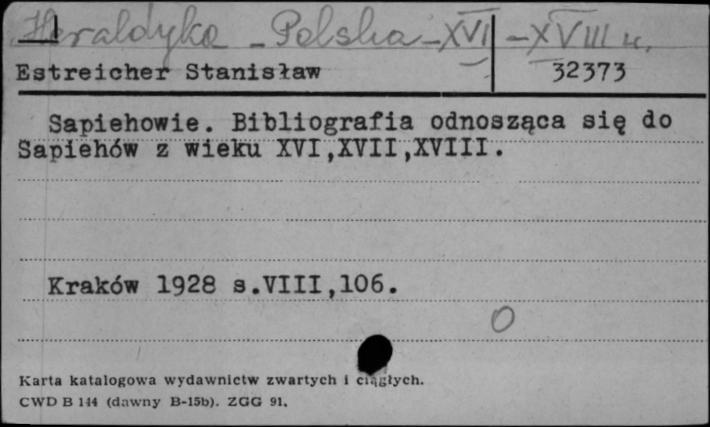 Heraldyka - Polska - XVI - XVIII w.
Estreicher Stanisław 32373
Sapiehowie. Bibliografia odnosząca się do
Sapiehów z wieku XVI,XVII,XVIII.
Kraków 1928 s.VIII,106.
O
Karta katalogowa wydawnictw zwartych i ciągłych.
CWD B 144 (dawny B-15b). ZGG 91.